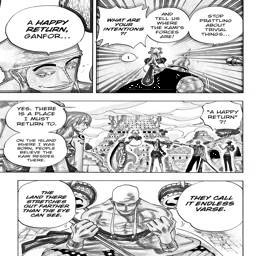 STOP
PRATTLING
ABOUT
TRIVIAL
THINGS...
AND
TELL US
WHERE
THE KAMI'S
FORCES
ARE!
WHAT ARE
YOUR
INTENTIONS
?!
A HAPPY
RETURN,
GANFOR...
"A HAPPY
RETURN"
?!
YES. THERE
IS A PLACE
I MUST
RETURN TO.
ON THE ISLAND
WHERE I WAS
BORN, PEOPLE
BELIEVE
THE KAMI
RESIDES
THERE.
THEY CALL
IT ENDLESS
VARSE.
THE
LAND THERE
STRETCHES
OUT FARTHER
THAN THE EYE
CAN SEE.